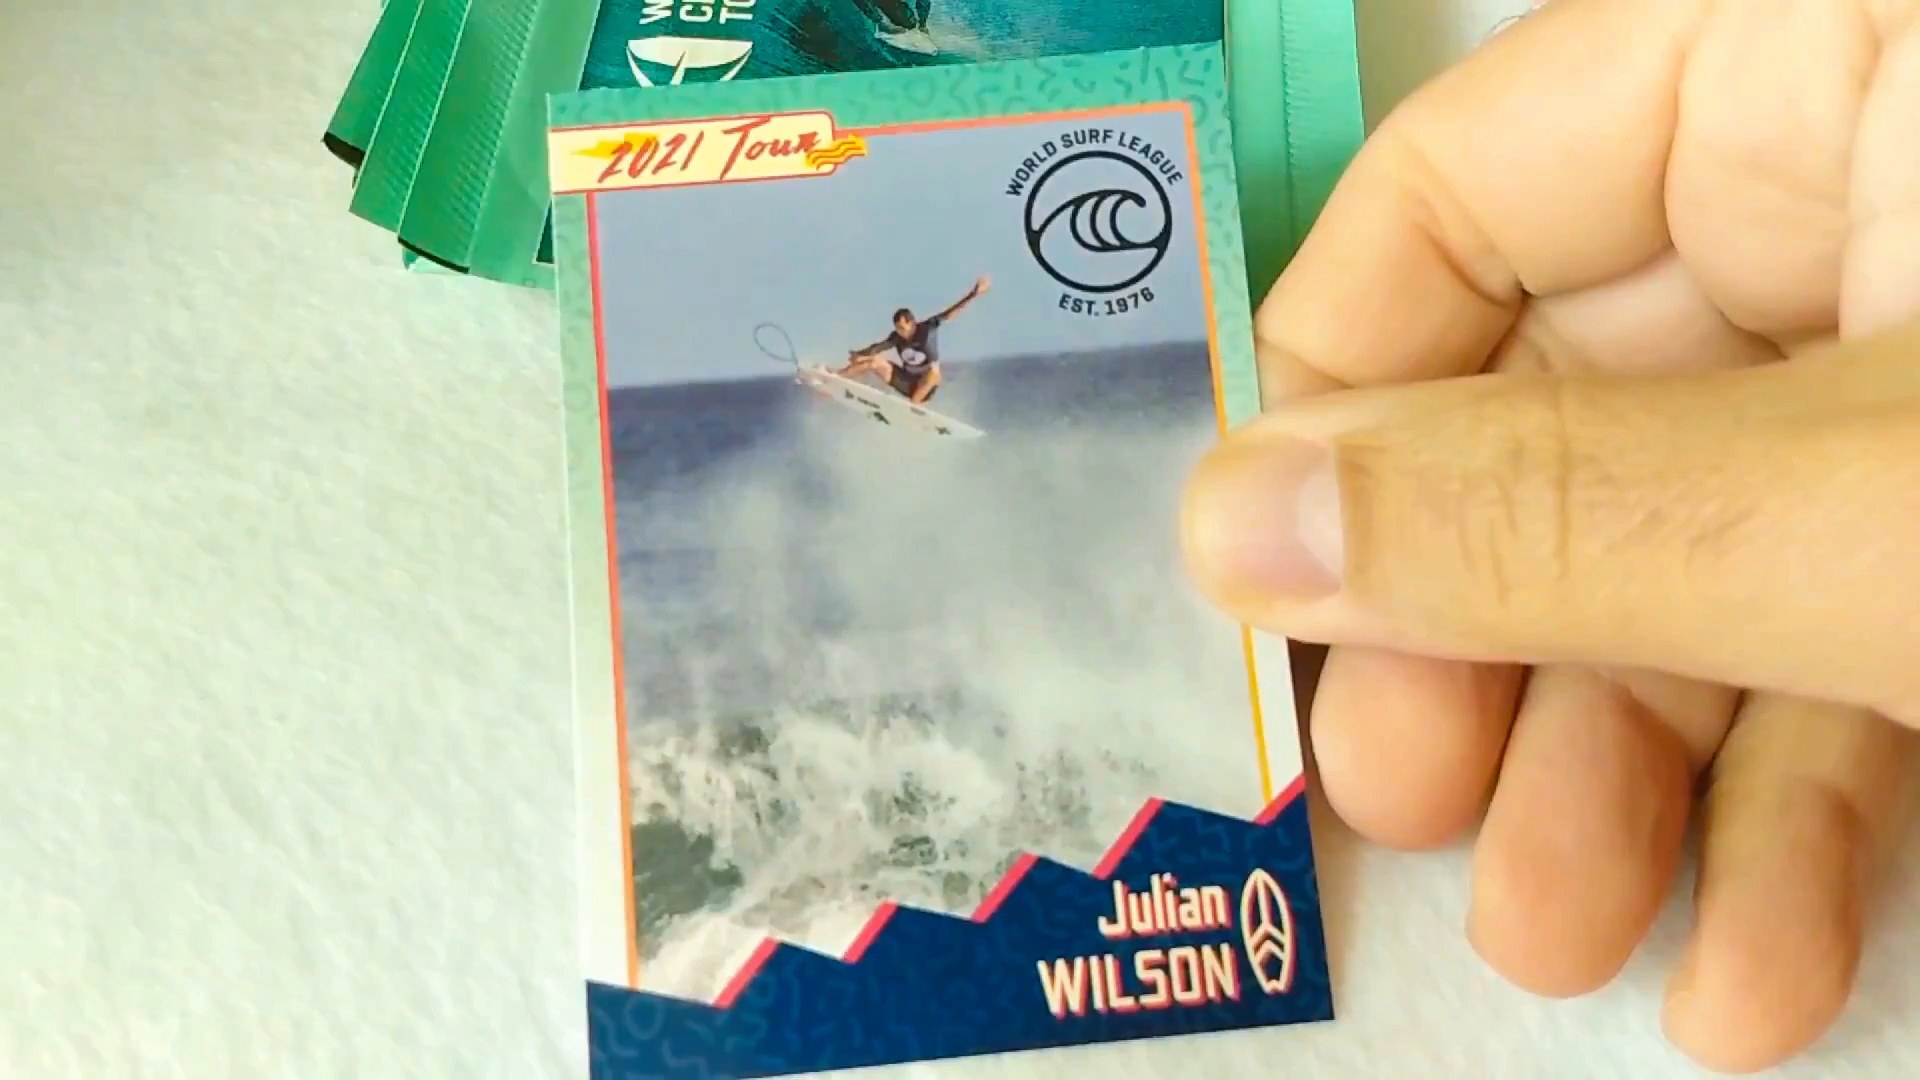 2021 Tour
WORLD SURF LEAGUE
EST. 1976
Julian
WILSON